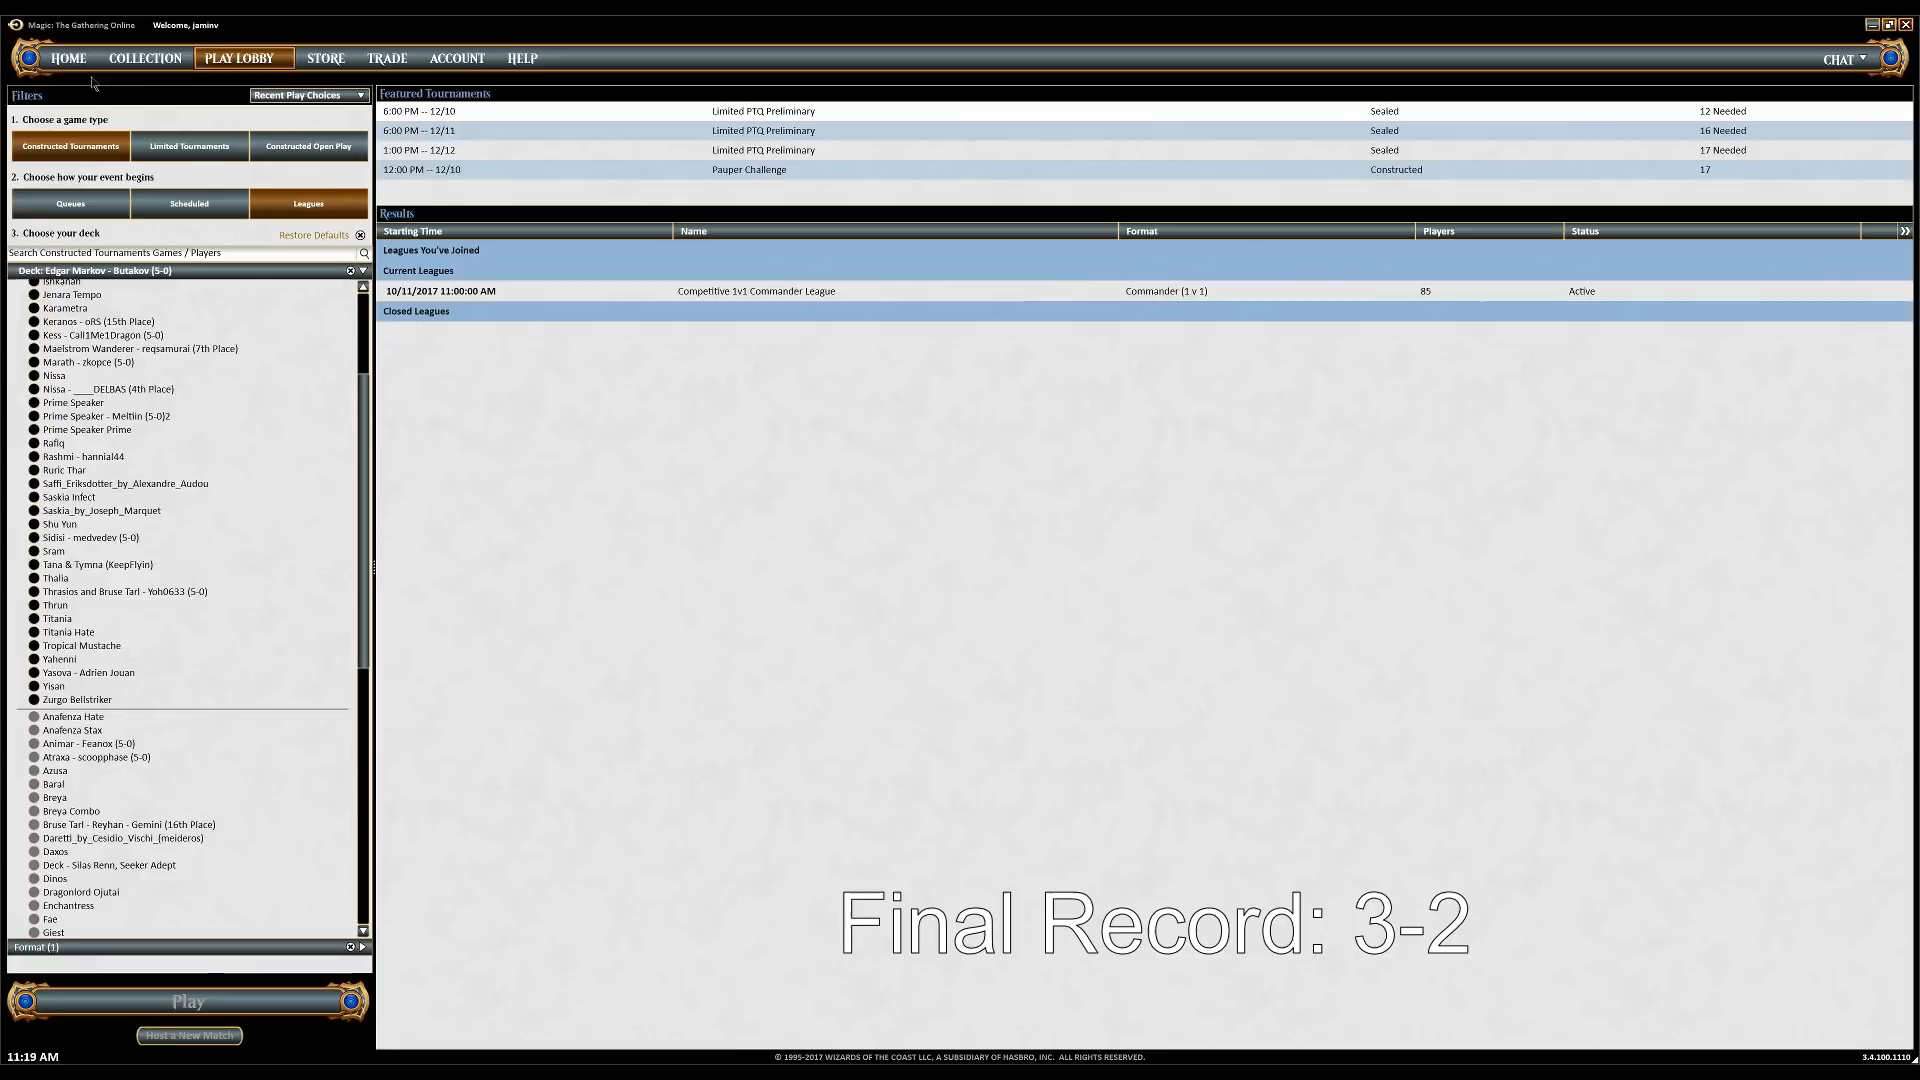 Magic: The Gathering Online Welcome, jaminv
HOME COLLECTION PLAY LOBBY STORE TRADE ACCOUNT HELP CHAT
Filters Recent Play Choices
1. Choose a game type
Constructed Tournaments Limited Tournaments Constructed Open Play
2. Choose how your event begins
Queues Scheduled Leagues
3. Choose your deck Restore Defaults
Search Constructed Tournaments Games / Players
Deck: Edgar Markov - Butakov (5-0)
Ishkanah
Jenara Tempo
Karametra
Keranos - oRS (15th Place)
Kess - Call1Me1Dragon (5-0)
Maelstrom Wanderer - reqsamurai (7th Place)
Marath - zkopce (5-0)
Nissa
Nissa - ____DELBAS (4th Place)
Prime Speaker
Prime Speaker - Meltiin (5-0)2
Prime Speaker Prime
Rafiq
Rashmi - hannial44
Ruric Thar
Saffi_Eriksdotter_by_Alexandre_Audou
Saskia Infect
Saskia_by_Joseph_Marquet
Shu Yun
Sidisi - medvedev (5-0)
Sram
Tana & Tymna (KeepFlyin)
Thalia
Thrasios and Bruse Tarl - Yoh0633 (5-0)
Thrun
Titania
Titania Hate
Tropical Mustache
Yahenni
Yasova - Adrien Jouan
Yisan
Zurgo Bellstriker
Anafenza Hate
Anafenza Stax
Animar - Feanox (5-0)
Atraxa - scoopphase (5-0)
Azusa
Baral
Breya
Breya Combo
Bruse Tarl - Reyhan - Gemini (16th Place)
Daretti_by_Cesidio_Vischi_(meideros)
Daxos
Deck - Silas Renn, Seeker Adept
Dinos
Dragonlord Ojutai
Enchantress
Fae
Giest
Format (1)
Play
Host a New Match
11:19 AM
Featured Tournaments
6:00 PM -- 12/10 Limited PTQ Preliminary Sealed 12 Needed
6:00 PM -- 12/11 Limited PTQ Preliminary Sealed 16 Needed
1:00 PM -- 12/12 Limited PTQ Preliminary Sealed 17 Needed
12:00 PM -- 12/10 Pauper Challenge Constructed 17
Results
Starting Time Name Format Players Status
Leagues You've Joined
Current Leagues
10/11/2017 11:00:00 AM Competitive 1v1 Commander League Commander (1 v 1) 85 Active
Closed Leagues
Final Record: 3-2
© 1995-2017 WIZARDS OF THE COAST LLC, A SUBSIDIARY OF HASBRO, INC. ALL RIGHTS RESERVED.
3.4.100.1110